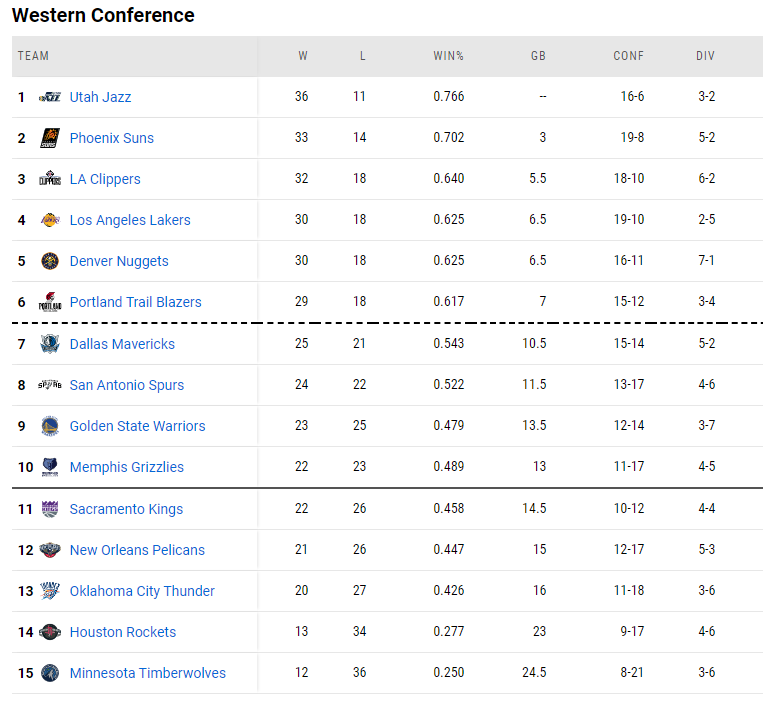 Western Conference
TEAM W L WIN% GB CONF DIV
1 Utah Jazz 36 11 0.766 -- 16-6 3-2
2 Phoenix Suns 33 14 0.702 3 19-8 5-2
3 LA Clippers 32 18 0.640 5.5 18-10 6-2
4 Los Angeles Lakers 30 18 0.625 6.5 19-10 2-5
5 Denver Nuggets 30 18 0.625 6.5 16-11 7-1
6 Portland Trail Blazers 29 18 0.617 7 15-12 3-4
7 Dallas Mavericks 25 21 0.543 10.5 15-14 5-2
8 San Antonio Spurs 24 22 0.522 11.5 13-17 4-6
9 Golden State Warriors 23 25 0.479 13.5 12-14 3-7
10 Memphis Grizzlies 22 23 0.489 13 11-17 4-5
11 Sacramento Kings 22 26 0.458 14.5 10-12 4-4
12 New Orleans Pelicans 21 26 0.447 15 12-17 5-3
13 Oklahoma City Thunder 20 27 0.426 16 11-18 3-6
14 Houston Rockets 13 34 0.277 23 9-17 4-6
15 Minnesota Timberwolves 12 36 0.250 24.5 8-21 3-6